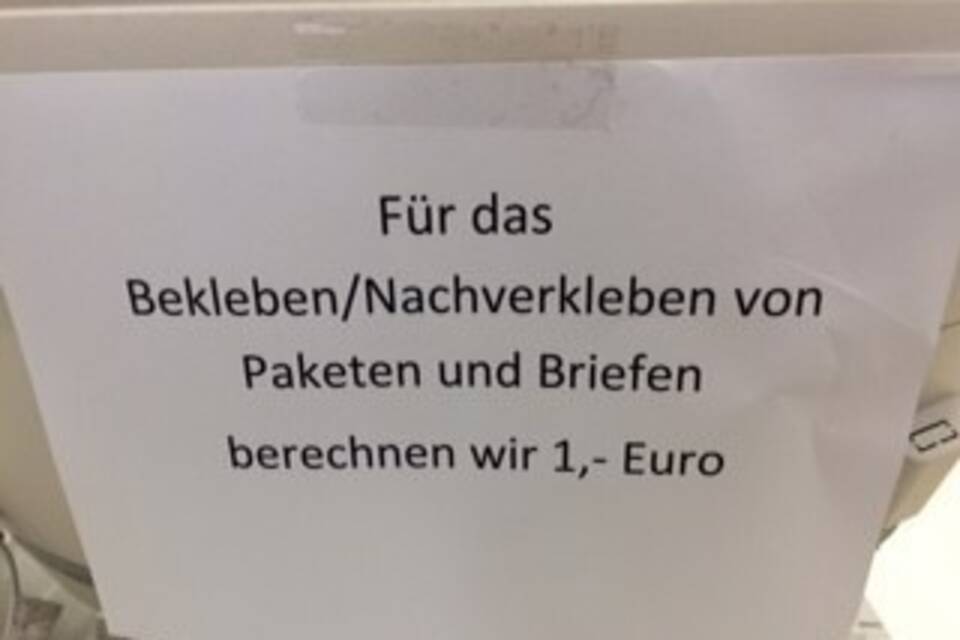 Für das
Bekleben/Nachverkleben von
Paketen und Briefen
berechnen wir 1,- Euro